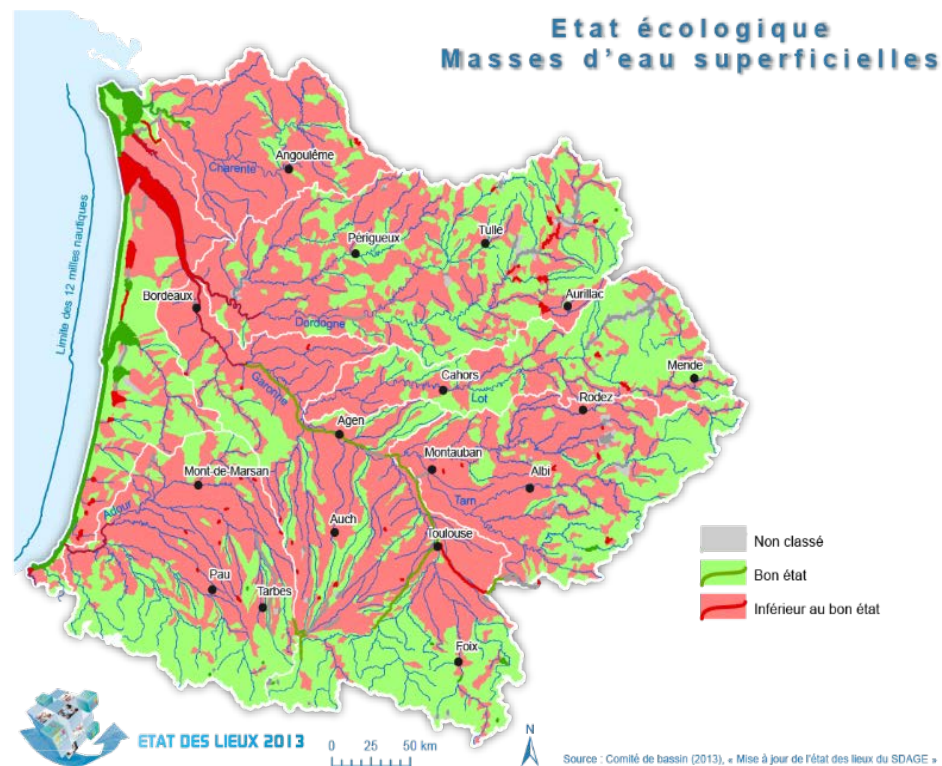 Etat écologique
Masses d'eau superficielles
Limite des 12 milles nautiques
Charente
Angoulême
Périgueux
Tulle
Bordeaux
Dordogne
Aurillac
Garonne
Cahors
Lot
Mende
Rodez
Agen
Montauban
Albi
Mont-de-Marsan
Adour
Tarn
Auch
Toulouse
Pau
Tarbes
Foix
Non classé
Bon état
Inférieur au bon état
ETAT DES LIEUX 2013
0 25 50 km
N
Source : Comité de bassin (2013), « Mise à jour de l'état des lieux du SDAGE »